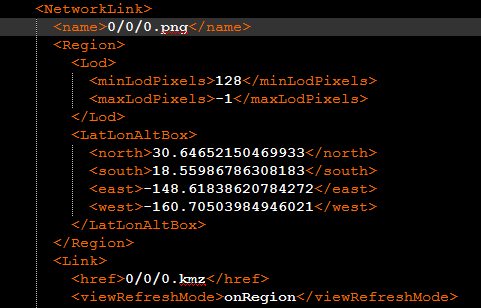 <NetworkLink>
<name>0/0/0.png</name>
<Region>
<Lod>
<minLodPixels>128</minLodPixels>
<maxLodPixels>-1</maxLodPixels>
</Lod>
<LatLonAltBox>
<north>30.64652150469933</north>
<south>18.55986786308183</south>
<east>-148.61838620784272</east>
<west>-160.70503984946021</west>
</LatLonAltBox>
</Region>
<Link>
<href>0/0/0.kmz</href>
<viewRefreshMode>onRegion</viewRefreshMode>